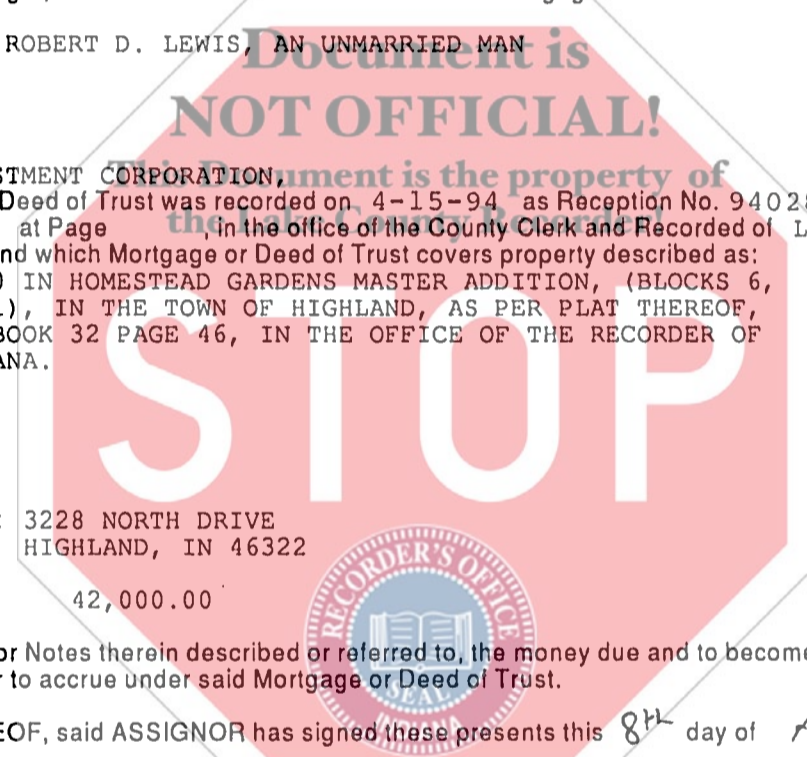 ROBERT D. LEWIS, AN UNMARRIED MAN
Document is
NOT OFFICIAL!
This Document is the property of
the Lake County Recorder!
STMENT CORPORATION,
Deed of Trust was recorded on 4-15-94 as Reception No. 9402
at Page , in the office of the County Clerk and Recorded of L
nd which Mortgage or Deed of Trust covers property described as:
IN HOMESTEAD GARDENS MASTER ADDITION, (BLOCKS 6,
), IN THE TOWN OF HIGHLAND, AS PER PLAT THEREOF,
BOOK 32 PAGE 46, IN THE OFFICE OF THE RECORDER OF
ANA.
STOP
: 3228 NORTH DRIVE
HIGHLAND, IN 46322
42,000.00
RECORDER'S OFFICE
SEAL
INDIANA
or Notes therein described or referred to, the money due and to become
r to accrue under said Mortgage or Deed of Trust.
EOF, said ASSIGNOR has signed these presents this 8th day of